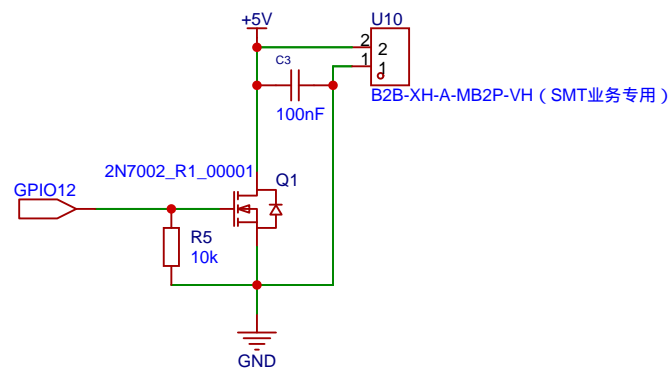 +5V
U10
C3
100nF
2
2
1
1
B2B-XH-A-MB2P-VH（SMT业务专用）
2N7002_R1_00001
Q1
GPIO12
R5
10k
GND